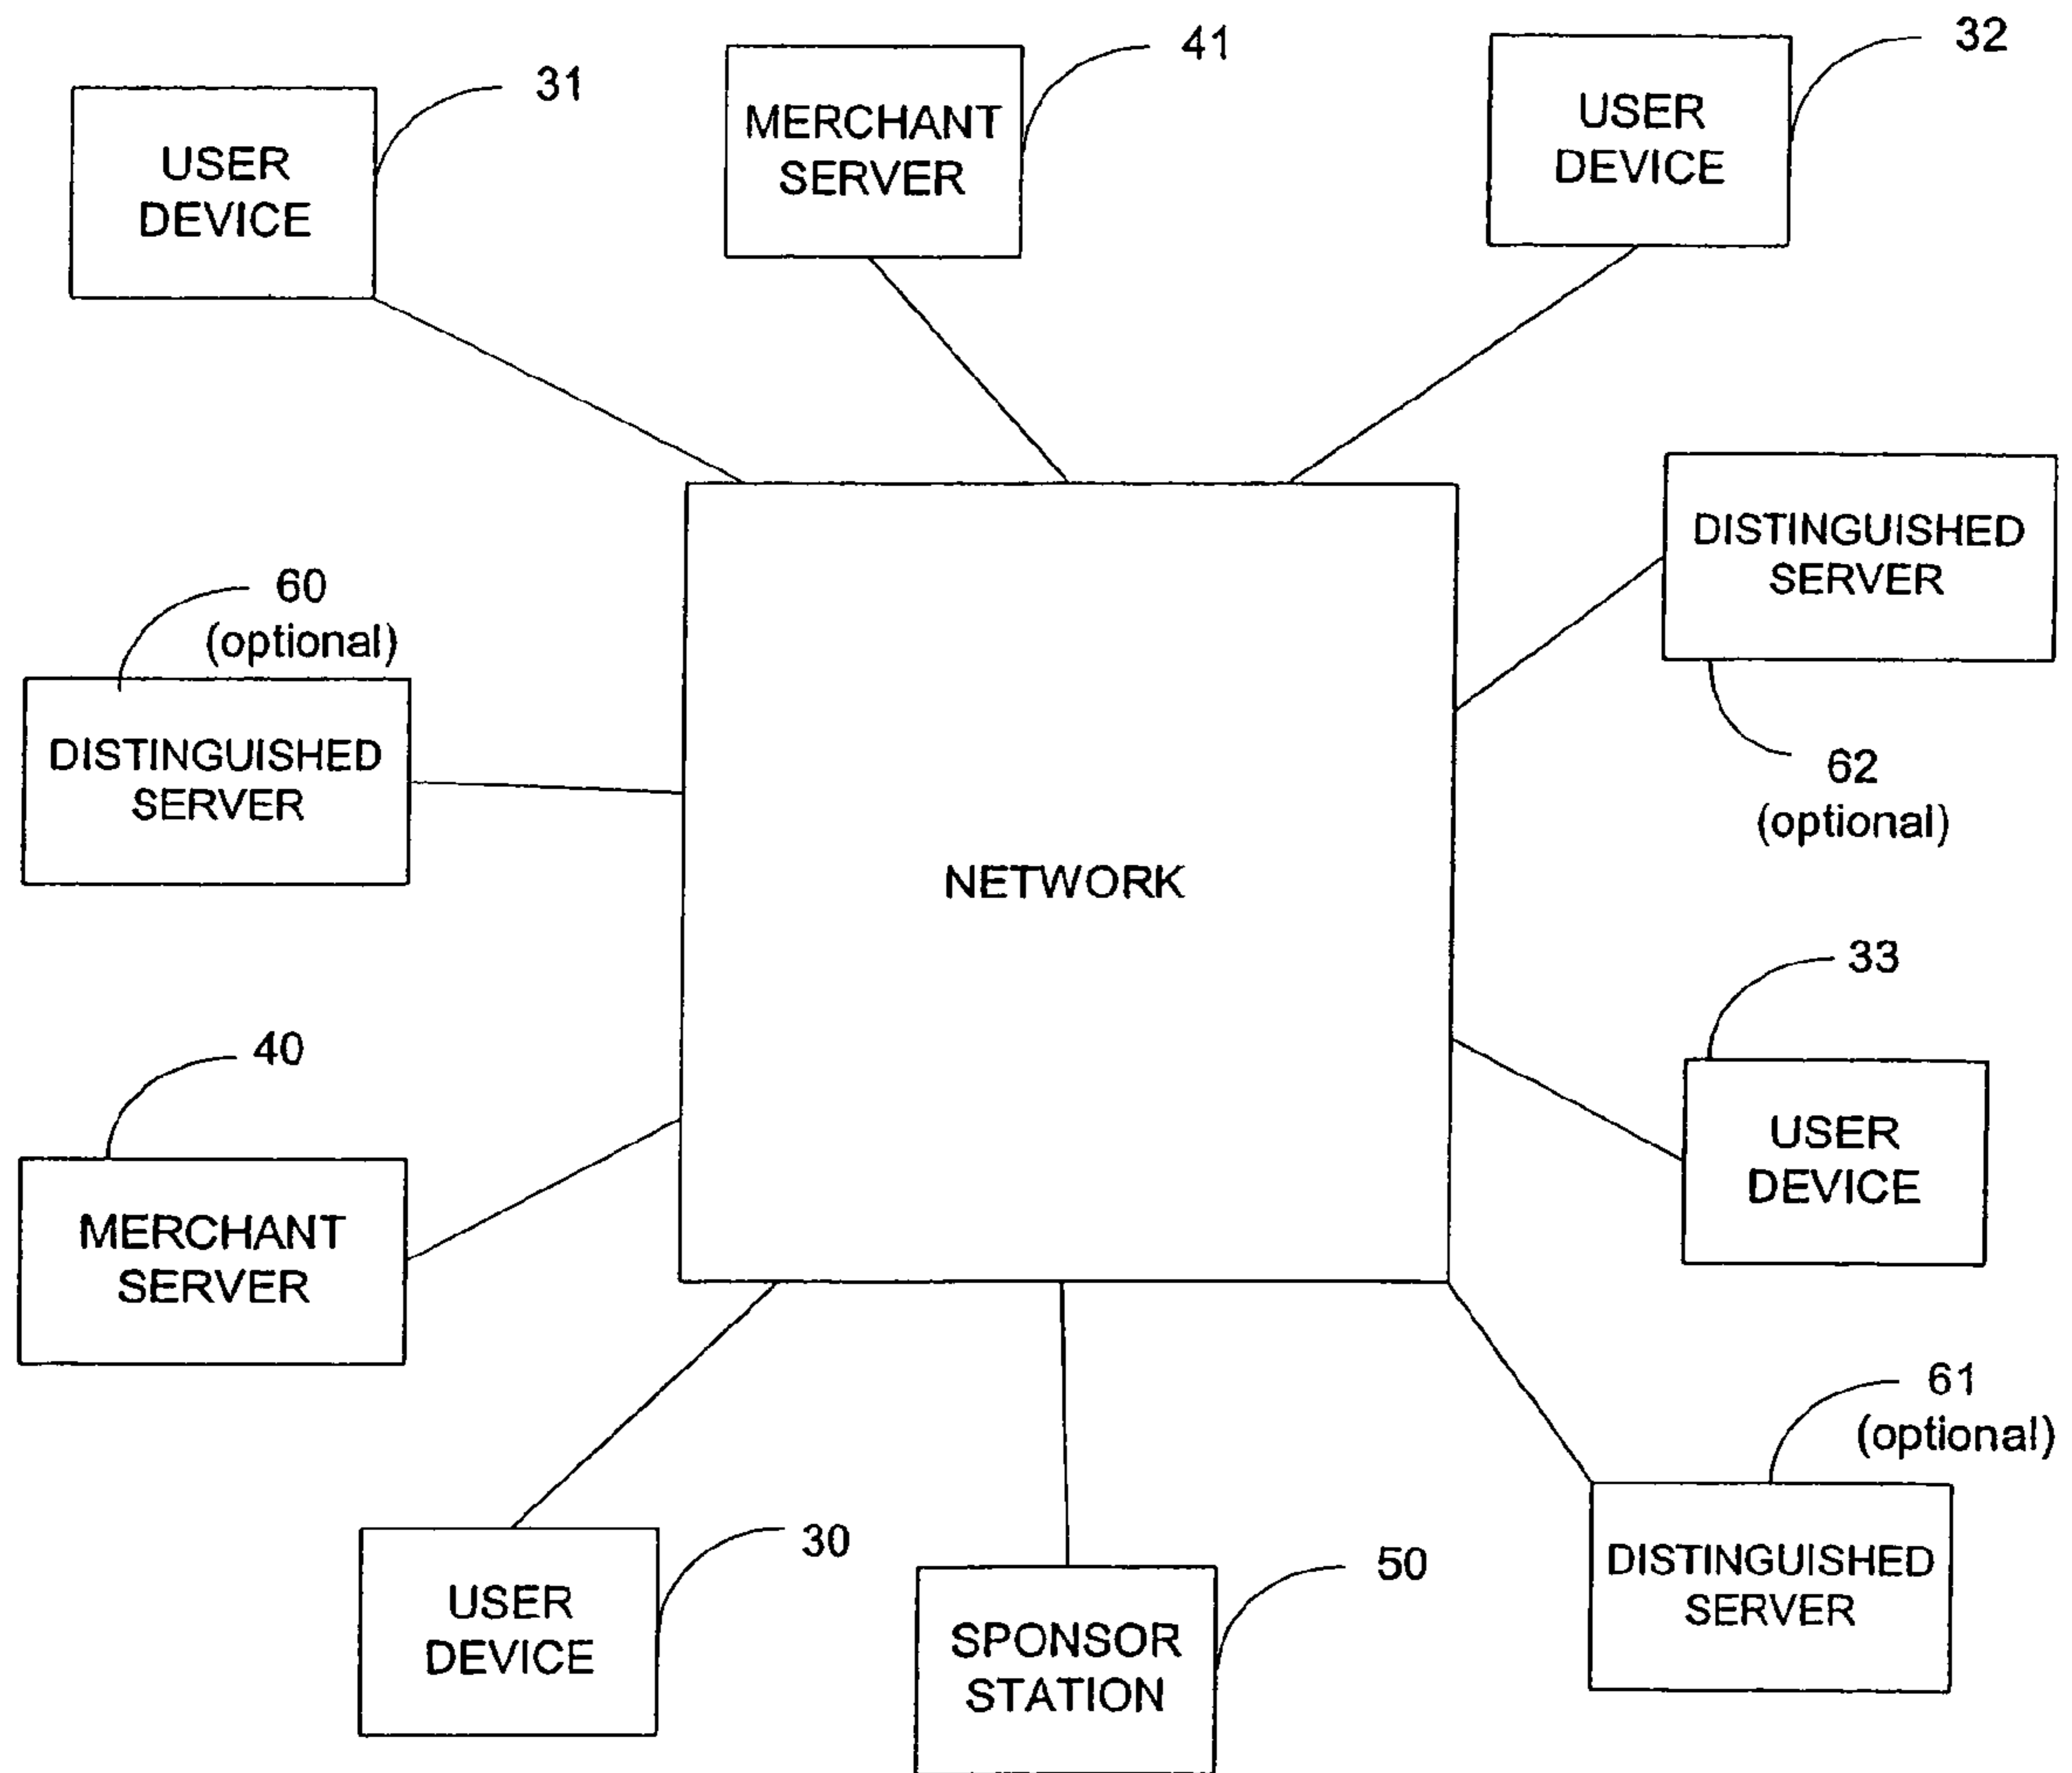 31
USER
DEVICE
41
MERCHANT
SERVER
32
USER
DEVICE
60
(optional)
DISTINGUISHED
SERVER
DISTINGUISHED
SERVER
62
(optional)
NETWORK
33
USER
DEVICE
40
MERCHANT
SERVER
61
(optional)
DISTINGUISHED
SERVER
30
USER
DEVICE
50
SPONSOR
STATION